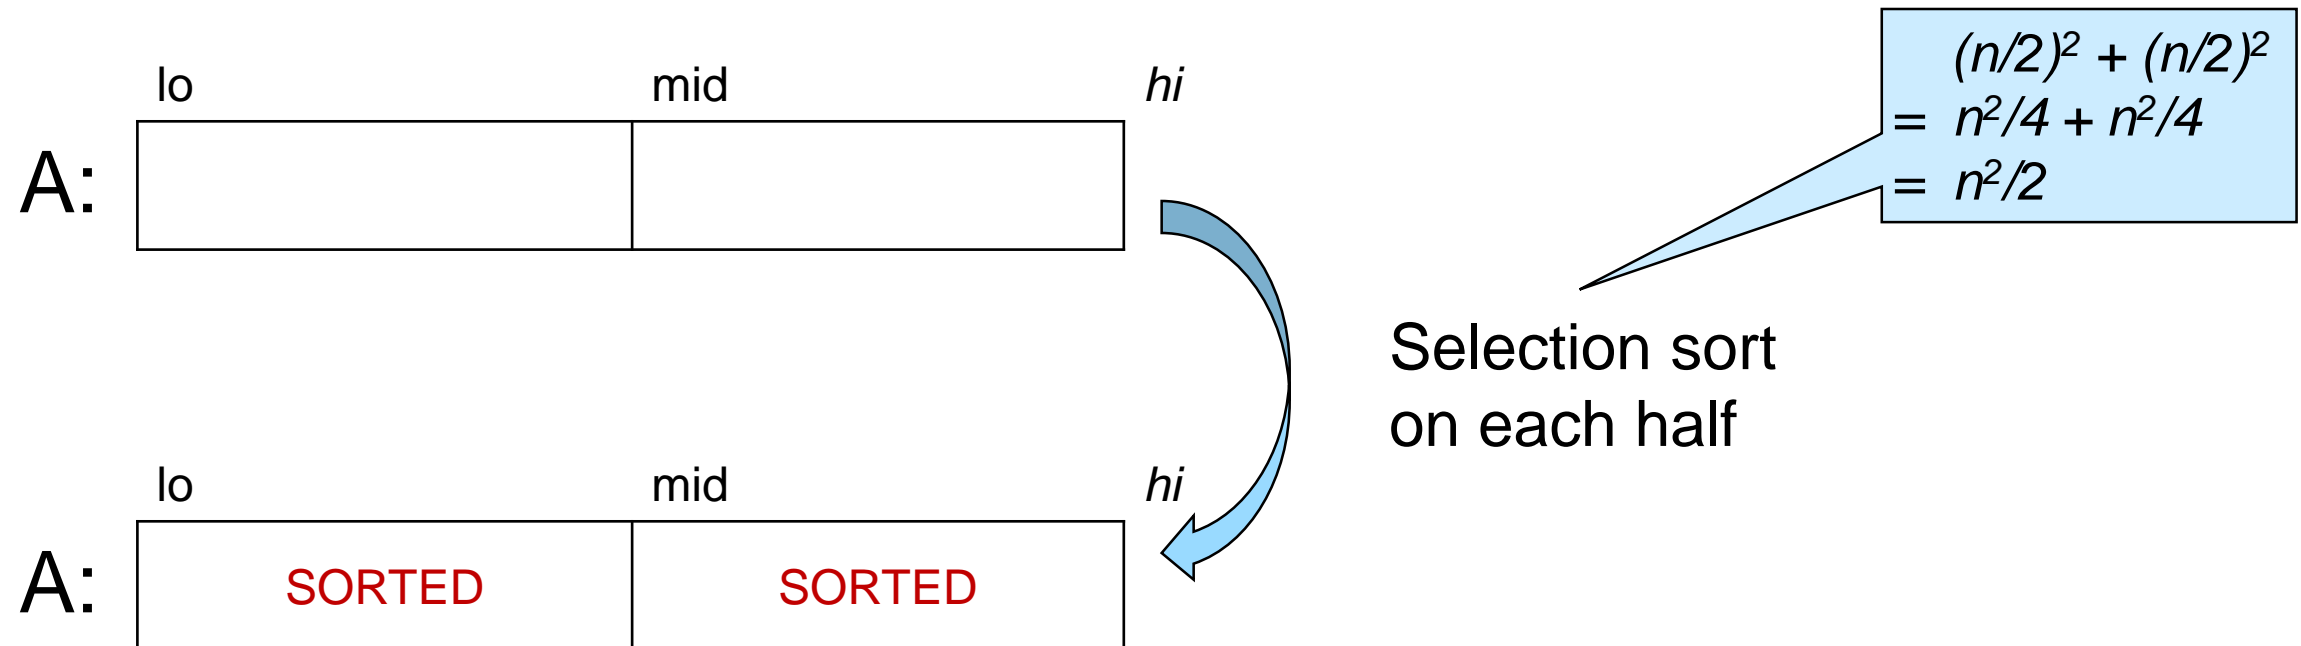 (n/2)² + (n/2)²
= n²/4 + n²/4
= n²/2
lo mid hi
A:
Selection sort
on each half
lo mid hi
A: SORTED SORTED